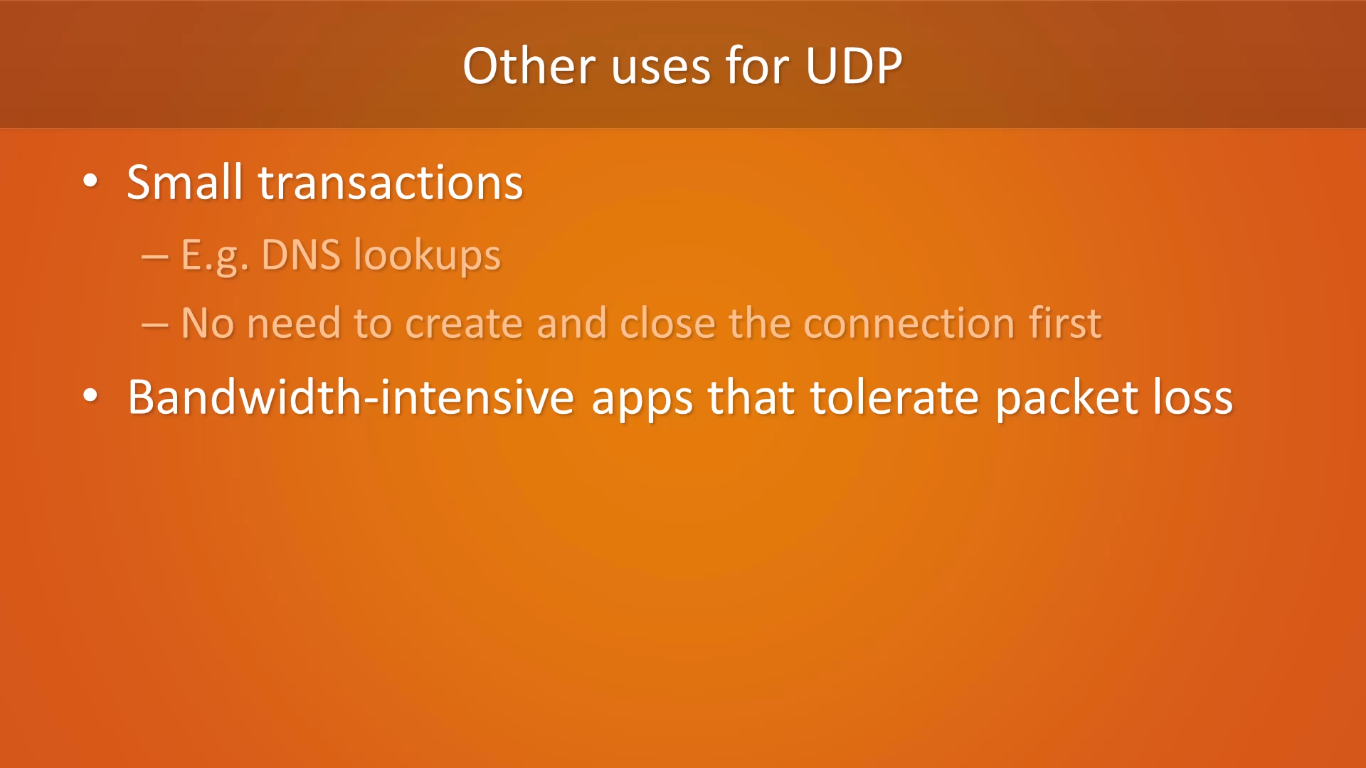 Other uses for UDP
• Small transactions
– E.g. DNS lookups
– No need to create and close the connection first
• Bandwidth-intensive apps that tolerate packet loss